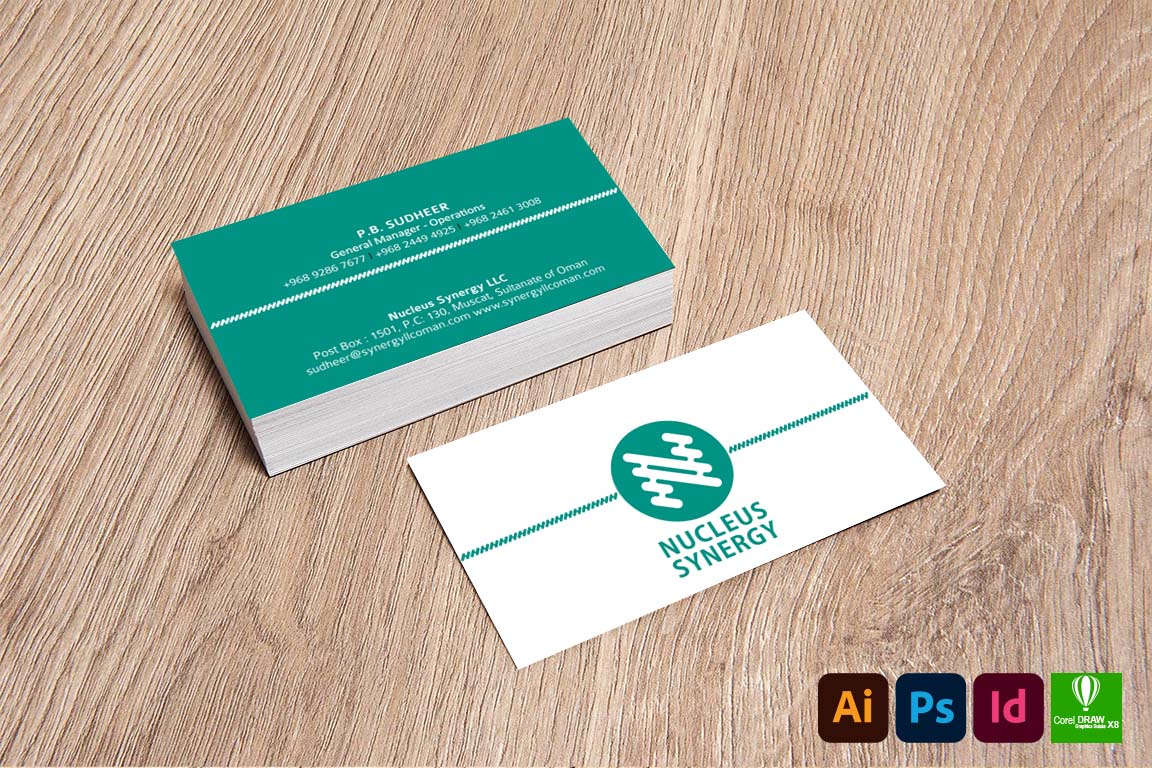 P.B. SUDHEER
General Manager - Operations
+968 9286 7677 | +968 2449 4925 | +968 2461 3008
Nucleus Synergy LLC
Post Box : 1501, P.C: 130, Muscat, Sultanate of Oman
sudheer@synergyllcoman.com www.synergyllcoman.com
NUCLEUS
SYNERGY
Ai Ps Id
Corel DRAW
Graphics Suite X8